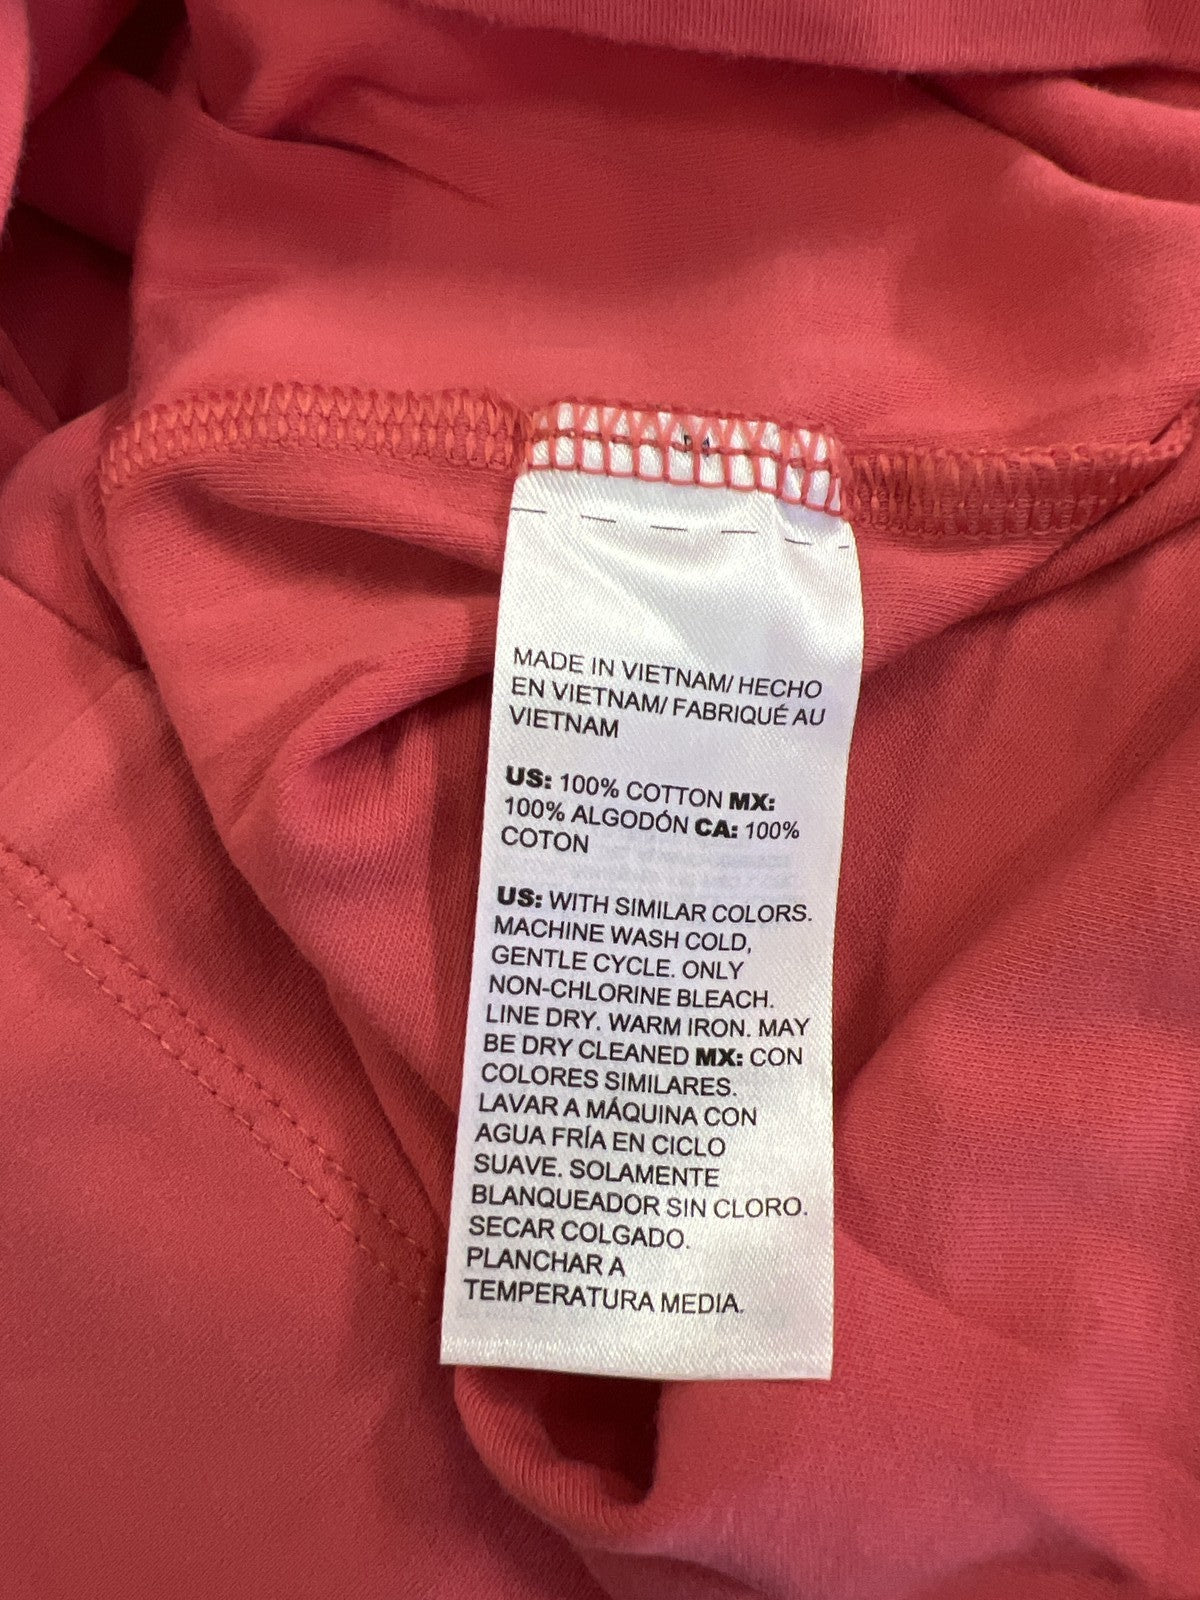 MADE IN VIETNAM/ HECHO
EN VIETNAM/ FABRIQUÉ AU
VIETNAM
US: 100% COTTON MX:
100% ALGODÓN CA: 100%
COTON
US: WITH SIMILAR COLORS.
MACHINE WASH COLD,
GENTLE CYCLE. ONLY
NON-CHLORINE BLEACH.
LINE DRY. WARM IRON. MAY
BE DRY CLEANED MX: CON
COLORES SIMILARES.
LAVAR A MÁQUINA CON
AGUA FRÍA EN CICLO
SUAVE. SOLAMENTE
BLANQUEADOR SIN CLORO.
SECAR COLGADO.
PLANCHAR A
TEMPERATURA MEDIA.